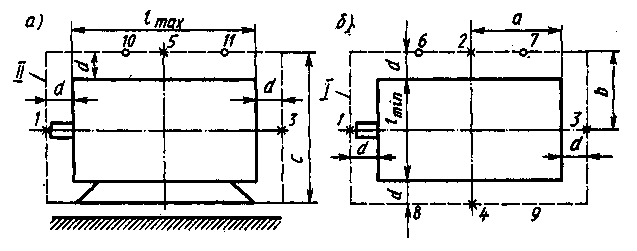 а)
l max
10
5
11
II
d
d
d
1
3
c
б)
a
6
2
7
I
d
l min
b
1
3
d
d
d
8
4
9